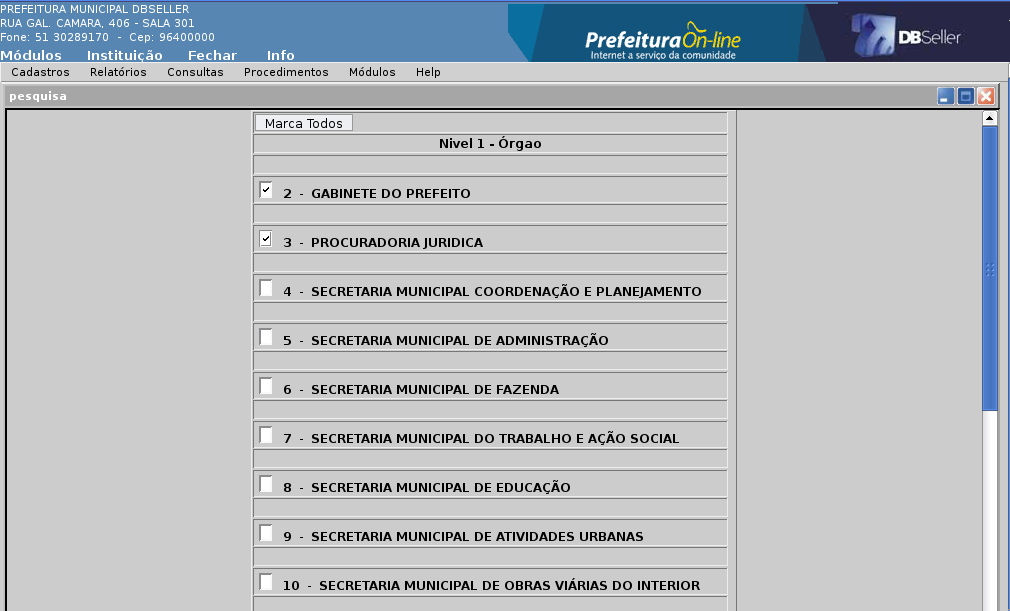 PREFEITURA MUNICIPAL DBSELLER
RUA GAL. CAMARA, 406 - SALA 301
Fone: 51 30289170 - Cep: 96400000
Módulos Instituição Fechar Info
PrefeituraOn-line
Internet a serviço da comunidade
DBSeller
Cadastros Relatórios Consultas Procedimentos Módulos Help
pesquisa
Marca Todos
Nivel 1 - Órgao
2 - GABINETE DO PREFEITO
3 - PROCURADORIA JURIDICA
4 - SECRETARIA MUNICIPAL COORDENAÇÃO E PLANEJAMENTO
5 - SECRETARIA MUNICIPAL DE ADMINISTRAÇÃO
6 - SECRETARIA MUNICIPAL DE FAZENDA
7 - SECRETARIA MUNICIPAL DO TRABALHO E AÇÃO SOCIAL
8 - SECRETARIA MUNICIPAL DE EDUCAÇÃO
9 - SECRETARIA MUNICIPAL DE ATIVIDADES URBANAS
10 - SECRETARIA MUNICIPAL DE OBRAS VIÁRIAS DO INTERIOR